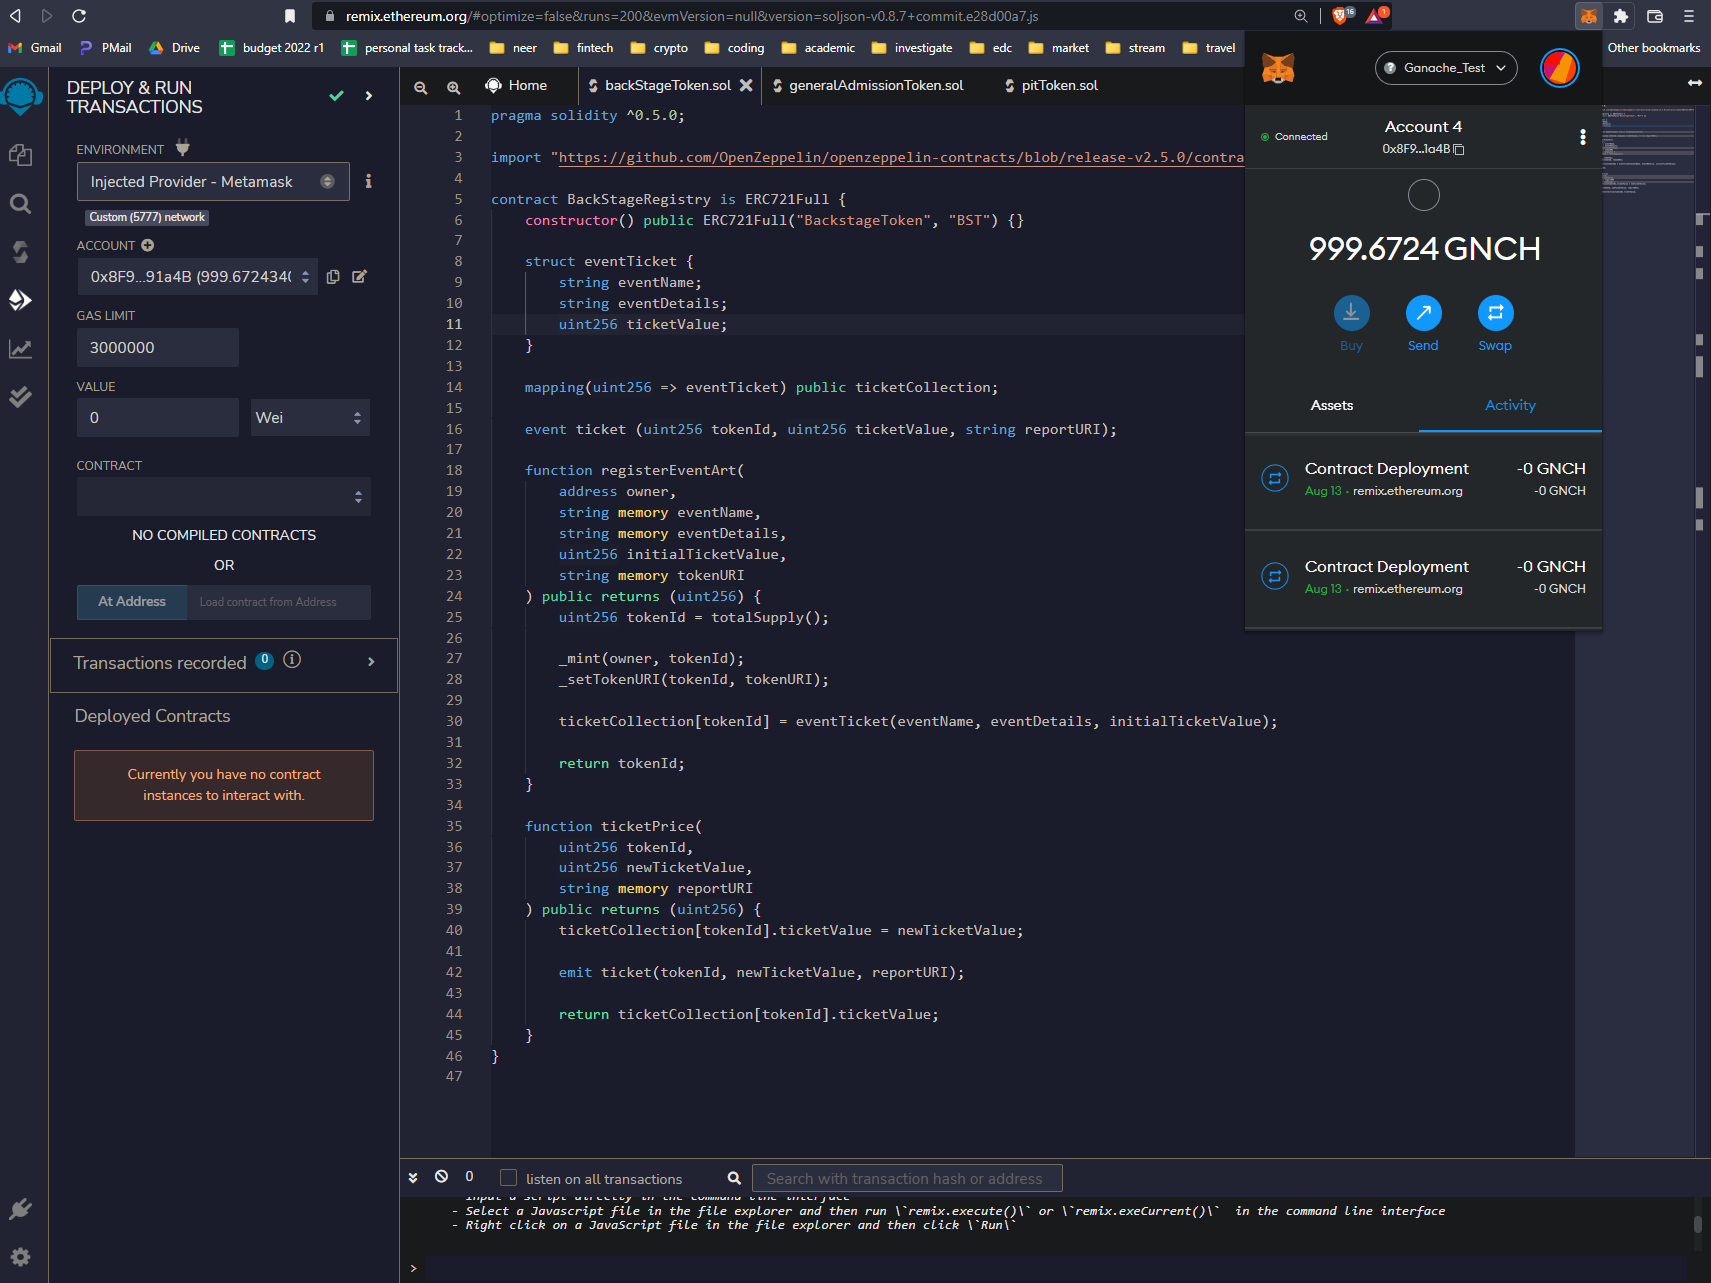 remix.ethereum.org/#optimize=false&runs=200&evmVersion=null&version=soljson-v0.8.7+commit.e28d00a7.js
16
1
Gmail
PMail
Drive
budget 2022 r1
personal task track...
neer
fintech
crypto
coding
academic
investigate
edc
market
stream
travel
Other bookmarks
DEPLOY & RUN
TRANSACTIONS
ENVIRONMENT
Injected Provider - Metamask
Custom (5777) network
ACCOUNT
0x8F9...91a4B (999.672434(
GAS LIMIT
3000000
VALUE
0
Wei
CONTRACT
NO COMPILED CONTRACTS
OR
At Address
Load contract from Address
Transactions recorded 0
Deployed Contracts
Currently you have no contract
instances to interact with.
Home
backStageToken.sol
generalAdmissionToken.sol
pitToken.sol
1 pragma solidity ^0.5.0;
2
3 import "https://github.com/OpenZeppelin/openzeppelin-contracts/blob/release-v2.5.0/contra
4
5 contract BackStageRegistry is ERC721Full {
6 constructor() public ERC721Full("BackstageToken", "BST") {}
7
8 struct eventTicket {
9 string eventName;
10 string eventDetails;
11 uint256 ticketValue;
12 }
13
14 mapping(uint256 => eventTicket) public ticketCollection;
15
16 event ticket (uint256 tokenId, uint256 ticketValue, string reportURI);
17
18 function registerEventArt(
19 address owner,
20 string memory eventName,
21 string memory eventDetails,
22 uint256 initialTicketValue,
23 string memory tokenURI
24 ) public returns (uint256) {
25 uint256 tokenId = totalSupply();
26
27 _mint(owner, tokenId);
28 _setTokenURI(tokenId, tokenURI);
29
30 ticketCollection[tokenId] = eventTicket(eventName, eventDetails, initialTicketValue);
31
32 return tokenId;
33 }
34
35 function ticketPrice(
36 uint256 tokenId,
37 uint256 newTicketValue,
38 string memory reportURI
39 ) public returns (uint256) {
40 ticketCollection[tokenId].ticketValue = newTicketValue;
41
42 emit ticket(tokenId, newTicketValue, reportURI);
43
44 return ticketCollection[tokenId].ticketValue;
45 }
46 }
47
Ganache_Test
Connected
Account 4
0x8F9...1a4B
999.6724 GNCH
Buy
Send
Swap
Assets
Activity
Contract Deployment
-0 GNCH
Aug 13 · remix.ethereum.org
-0 GNCH
Contract Deployment
-0 GNCH
Aug 13 · remix.ethereum.org
-0 GNCH
0
listen on all transactions
Search with transaction hash or address
Input a script directly in the command line interface
- Select a Javascript file in the file explorer and then run \`remix.execute()\` or \`remix.exeCurrent()\` in the command line interface
- Right click on a JavaScript file in the file explorer and then click \`Run\`
>